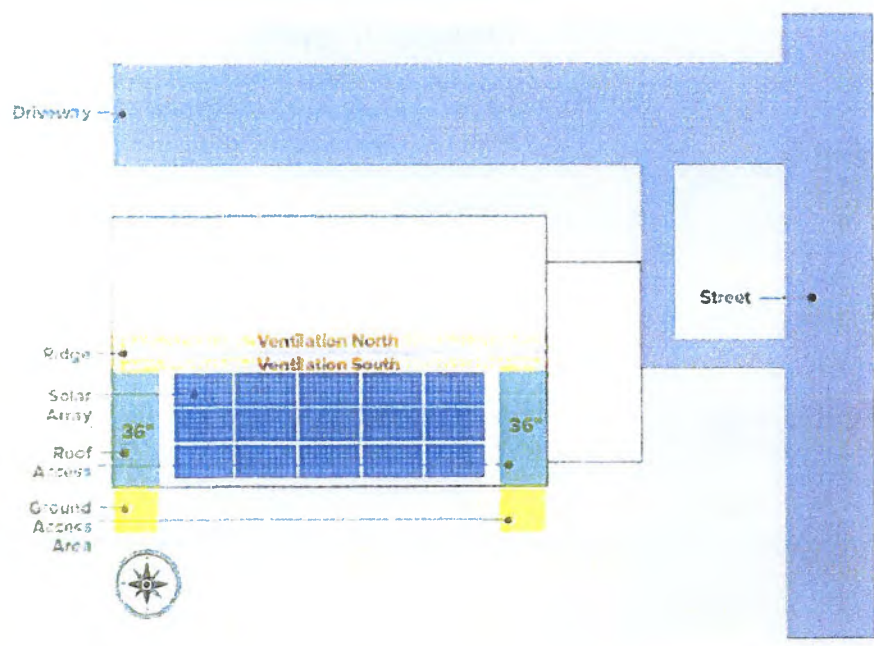 Driveway
Street
Ventilation North
Ridge
Ventilation South
Solar
Array
36"
36"
Roof
Access
Ground
Access
Area